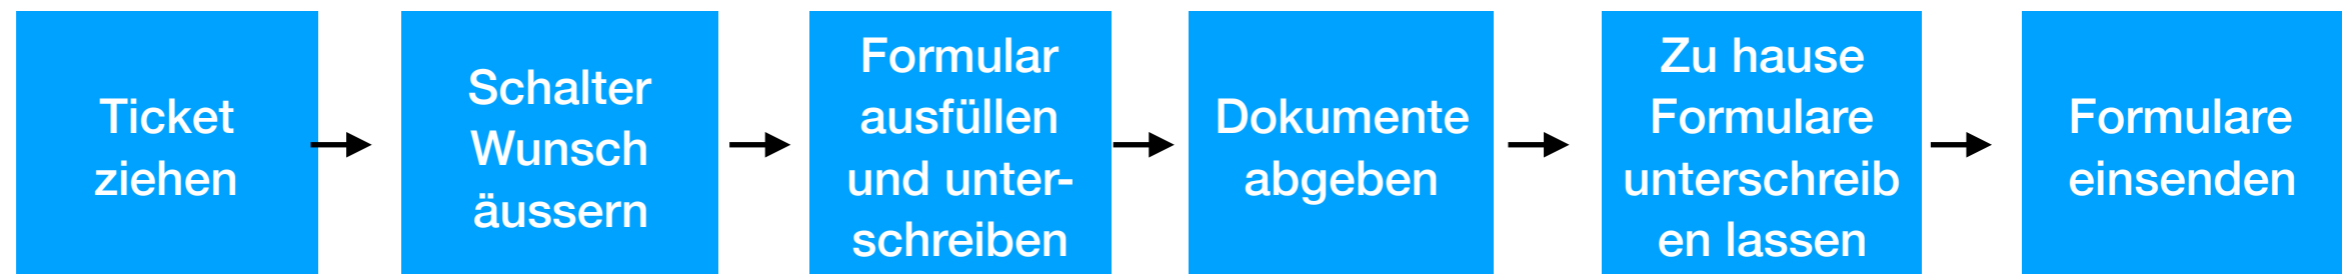 Ticket
ziehen
Schalter
Wunsch
äussern
Formular
ausfüllen
und unter-
schreiben
Dokumente
abgeben
Zu hause
Formulare
unterschreib
en lassen
Formulare
einsenden